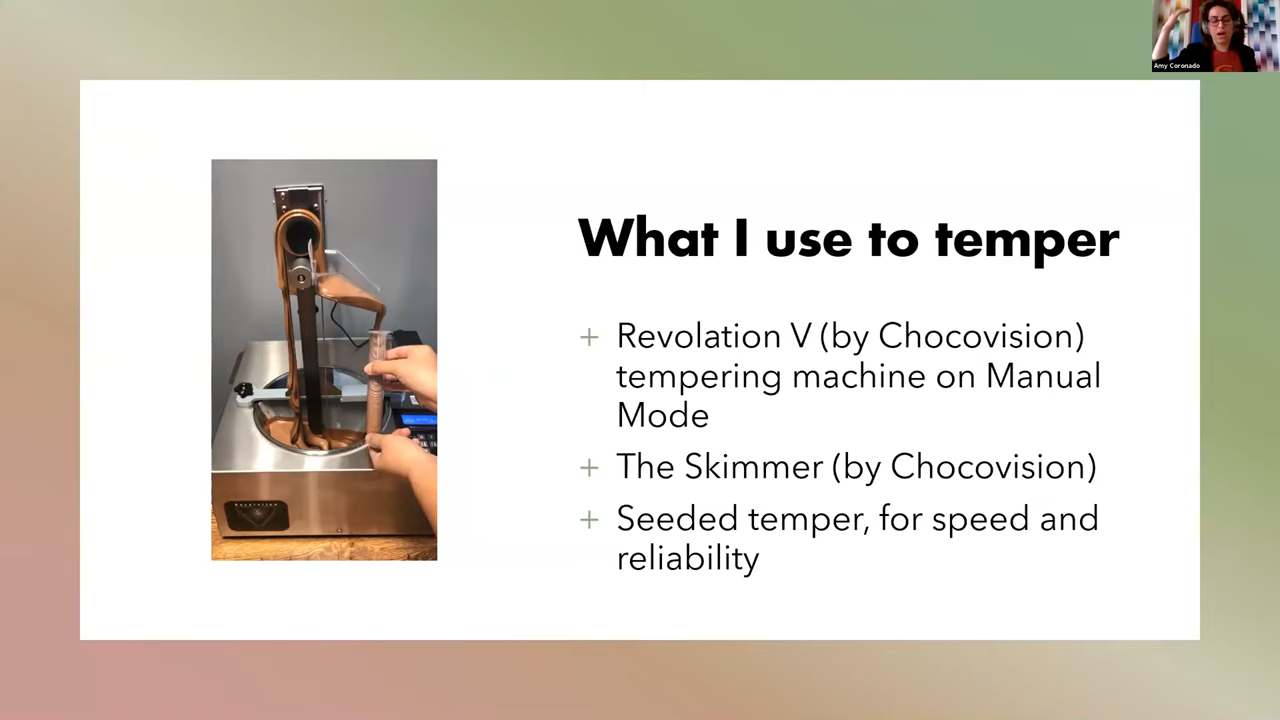 Amy Coronado
What I use to temper
+ Revolation V (by Chocovision)
tempering machine on Manual
Mode
+ The Skimmer (by Chocovision)
+ Seeded temper, for speed and
reliability